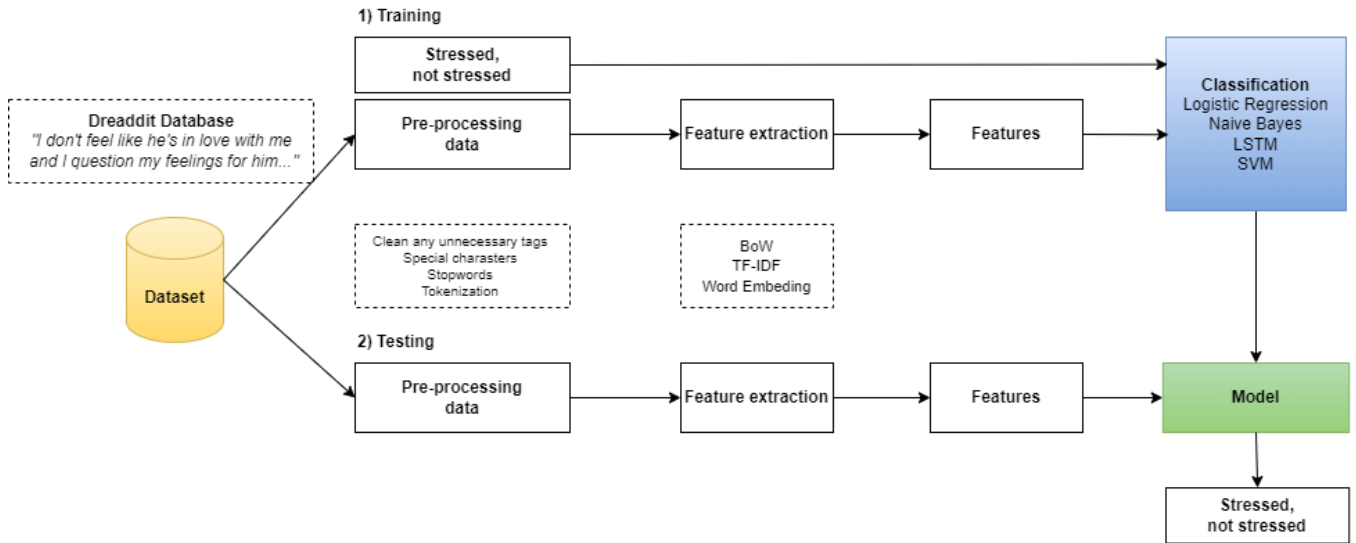 1) Training
Stressed,
not stressed
Classification
Logistic Regression
Naive Bayes
LSTM
SVM
Dreaddit Database
"I don't feel like he's in love with me
and I question my feelings for him..."
Pre-processing
data
Feature extraction
Features
Clean any unnecessary tags
Special charasters
Stopwords
Tokenization
BoW
TF-IDF
Word Embeding
Dataset
2) Testing
Pre-processing
data
Feature extraction
Features
Model
Stressed,
not stressed